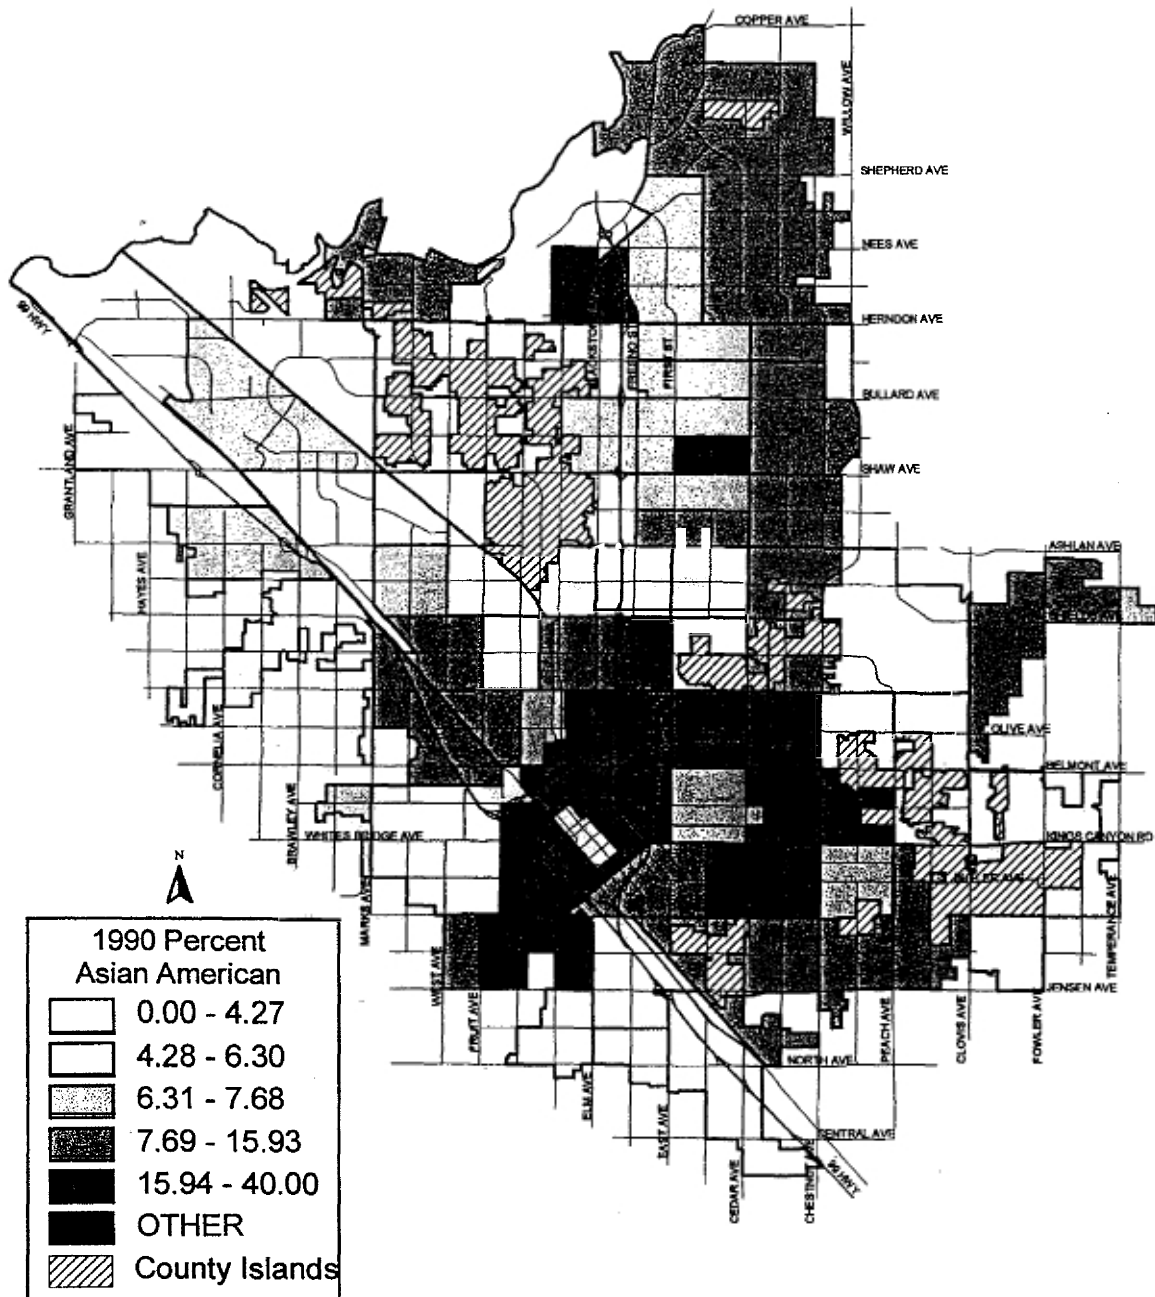 COPPER AVE
WILLOW AVE
SHEPHERD AVE
NEES AVE
99 HWY
HERNDON AVE
FRESNO ST
FIRST ST
BULLARD AVE
GRANTLAND AVE
SHAW AVE
HAYES AVE
ASHLAN AVE
CORNELIA AVE
OLIVE AVE
BELMONT AVE
BRAWLEY AVE
WHITES BRIDGE AVE
KINGS CANYON RD
N
MARKS AVE
TEMPERANCE AVE
WEST AVE
FRUIT AVE
JENSEN AVE
PEACH AVE
CLOVIS AVE
FOWLER AVE
NORTH AVE
ELM AVE
EAST AVE
CENTRAL AVE
CEDAR AVE
CHESTNUT AVE
99 HWY
1990 Percent
Asian American
0.00 - 4.27
4.28 - 6.30
6.31 - 7.68
7.69 - 15.93
15.94 - 40.00
OTHER
County Islands